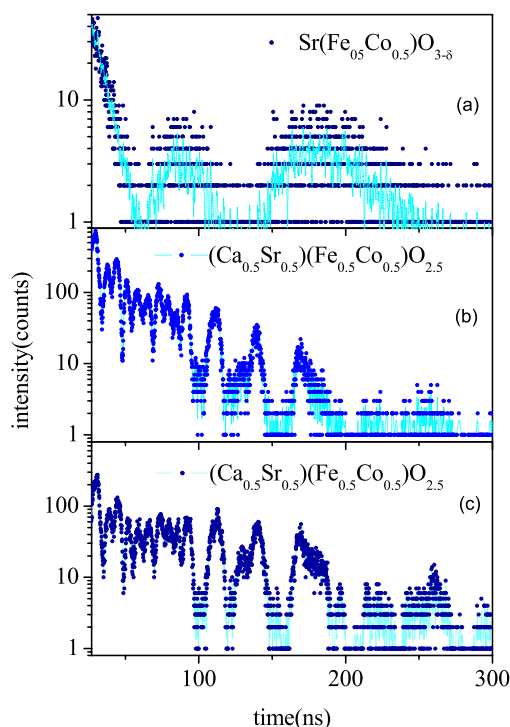 Sr(Fe₀₅Co₀.₅)O₃₋δ
10
(a)
1
(Ca₀.₅Sr₀.₅)(Fe₀.₅Co₀.₅)O₂.₅
100
(b)
10
1
intensity(counts)
(Ca₀.₅Sr₀.₅)(Fe₀.₅Co₀.₅)O₂.₅
100
(c)
10
1
100 200 300
time(ns)